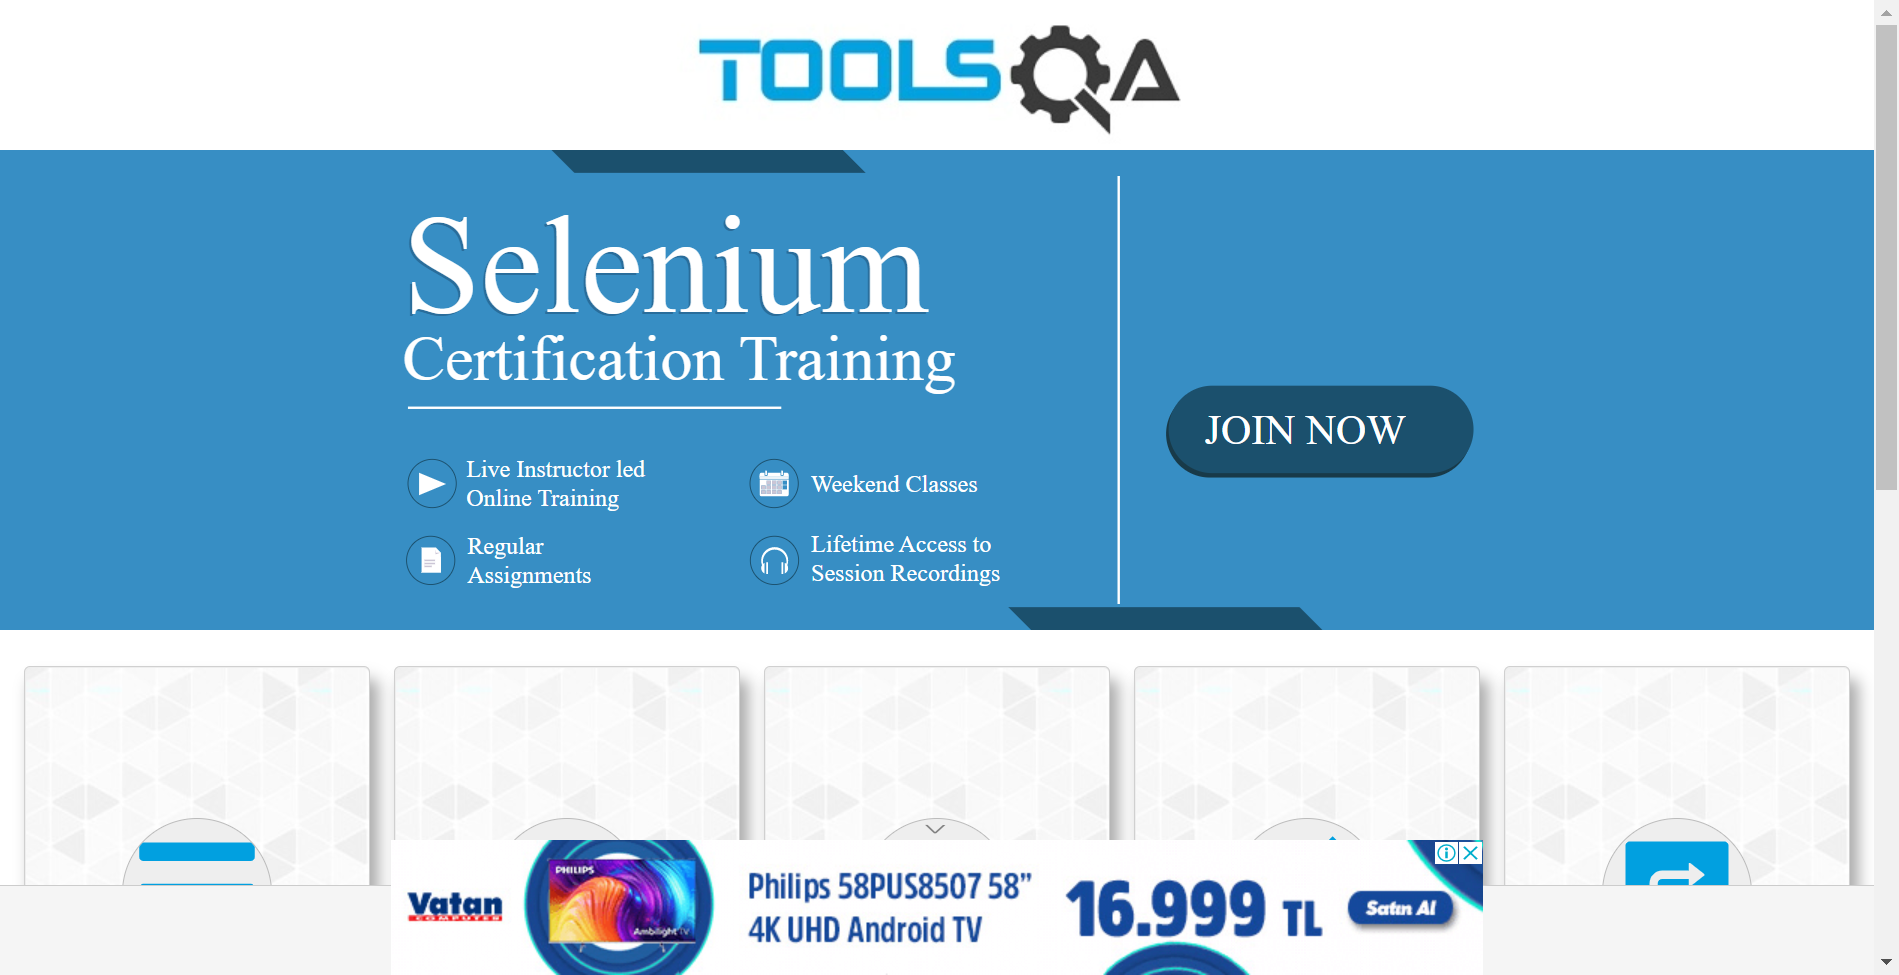 TOOLSQA
Selenium
Certification Training
JOIN NOW
Live Instructor led
Online Training
Weekend Classes
Regular
Assignments
Lifetime Access to
Session Recordings
Vatan
COMPUTER
PHILIPS
Ambilight TV
Philips 58PUS8507 58”
4K UHD Android TV
16.999 TL
Satın Al